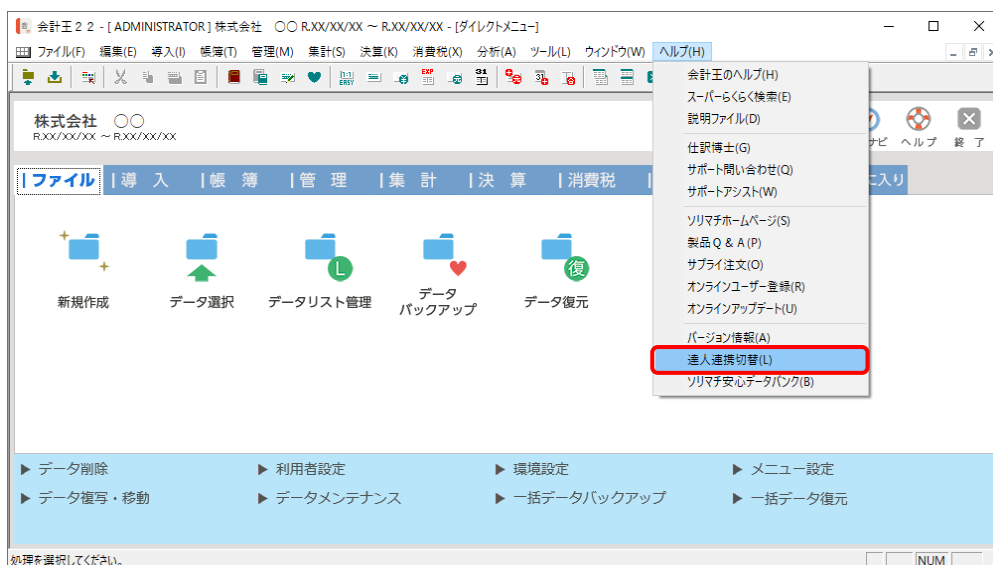 会計王２２ - [ ADMINISTRATOR ] 株式会社　○○ R.XX/XX/XX ～ R.XX/XX/XX - [ダイレクトメニュー]
ファイル(F) 編集(E) 導入(I) 帳簿(T) 管理(M) 集計(S) 決算(K) 消費税(X) 分析(A) ツール(L) ウィンドウ(W) ヘルプ(H)
株式会社　○○
R.XX/XX/XX ～ R.XX/XX/XX
ナビ ヘルプ 終 了
|ファイル |導 入 |帳 簿 |管 理 |集 計 |決 算 |消費税 に入り
会計王のヘルプ(H)
スーパーらくらく検索(E)
説明ファイル(D)
仕訳博士(G)
サポート問い合わせ(Q)
サポートアシスト(W)
ソリマチホームページ(S)
製品Ｑ & Ａ(P)
サプライ注文(O)
オンラインユーザー登録(R)
オンラインアップデート(U)
バージョン情報(A)
達人連携切替(L)
ソリマチ安心データバンク(B)
L
復
新規作成 データ選択 データリスト管理 データ
バックアップ データ復元
▶ データ削除 ▶ 利用者設定 ▶ 環境設定 ▶ メニュー設定
▶ データ複写・移動 ▶ データメンテナンス ▶ 一括データバックアップ ▶ 一括データ復元
処理を選択してください。 NUM